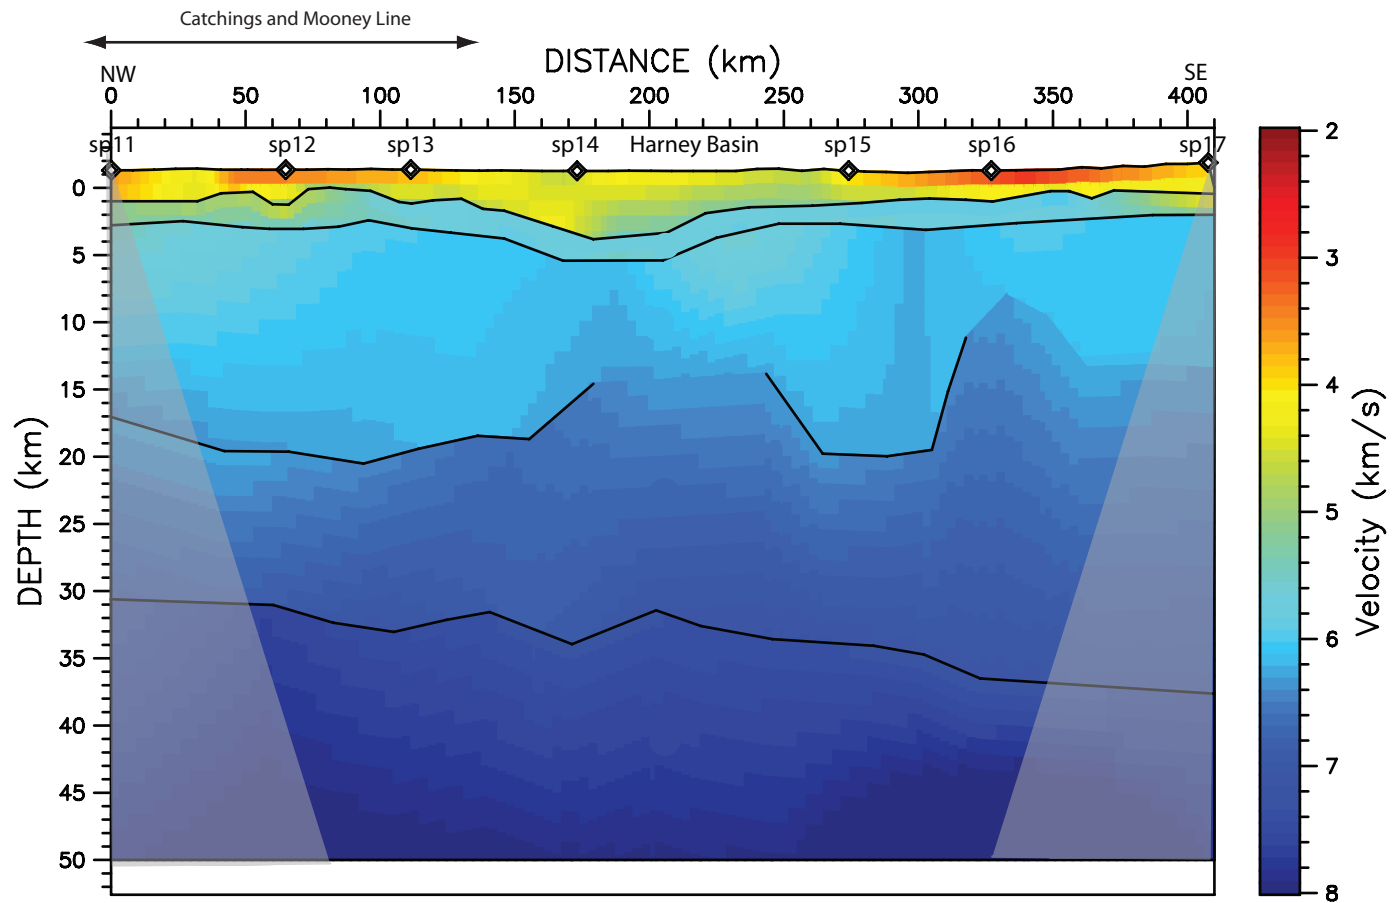 Catchings and Mooney Line
DISTANCE (km)
NW SE
0 50 100 150 200 250 300 350 400
sp11 sp12 sp13 sp14 Harney Basin sp15 sp16 sp17
DEPTH (km)
0
5
10
15
20
25
30
35
40
45
50
2
3
4
5
6
7
8
Velocity (km/s)